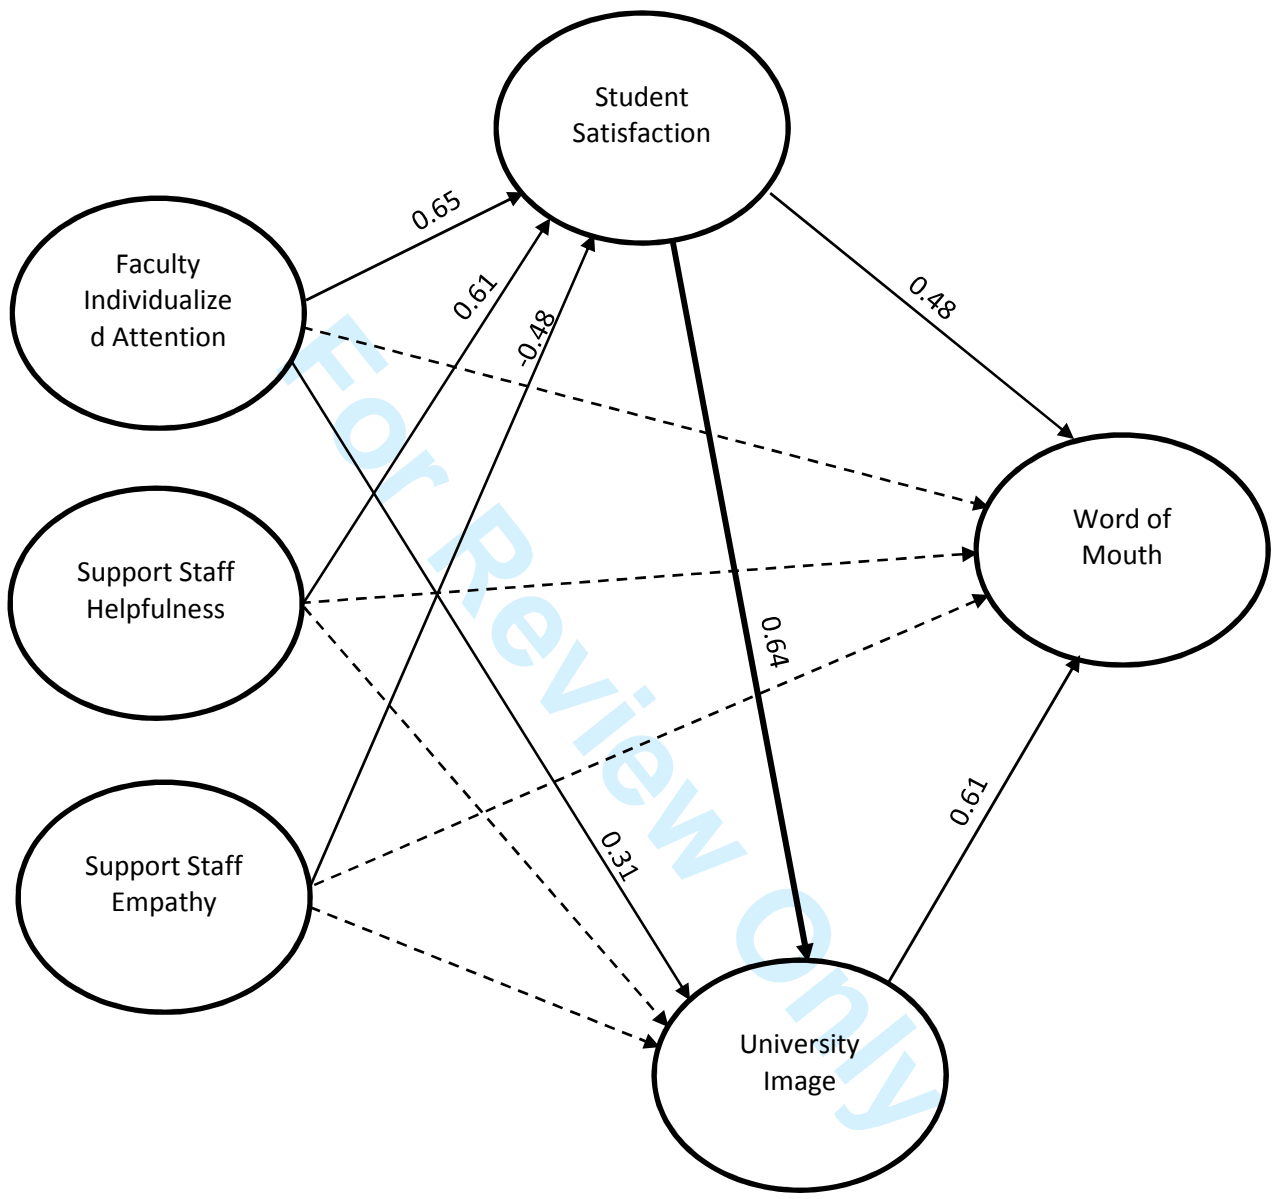 Student
Satisfaction
0.65
Faculty
Individualize
d Attention
0.61
-0.48
0.48
Word of
Mouth
Support Staff
Helpfulness
0.64
0.61
Support Staff
Empathy
0.31
University
Image
For Review Only